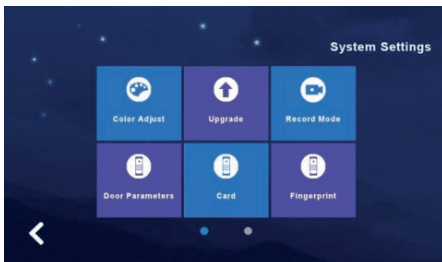 System Settings
Color Adjust
Upgrade
Record Mode
Door Parameters
Card
Fingerprint